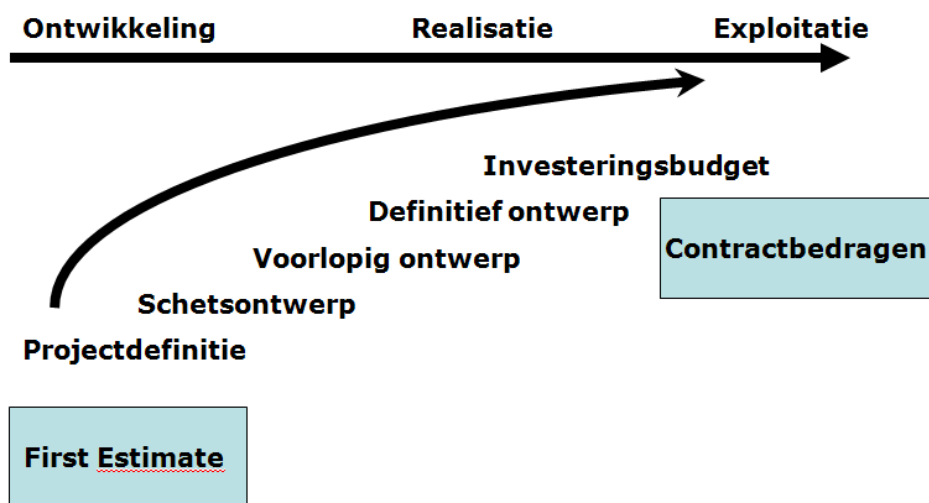 Ontwikkeling Realisatie Exploitatie
Investeringsbudget
Definitief ontwerp
Contractbedragen
Voorlopig ontwerp
Schetsontwerp
Projectdefinitie
First Estimate